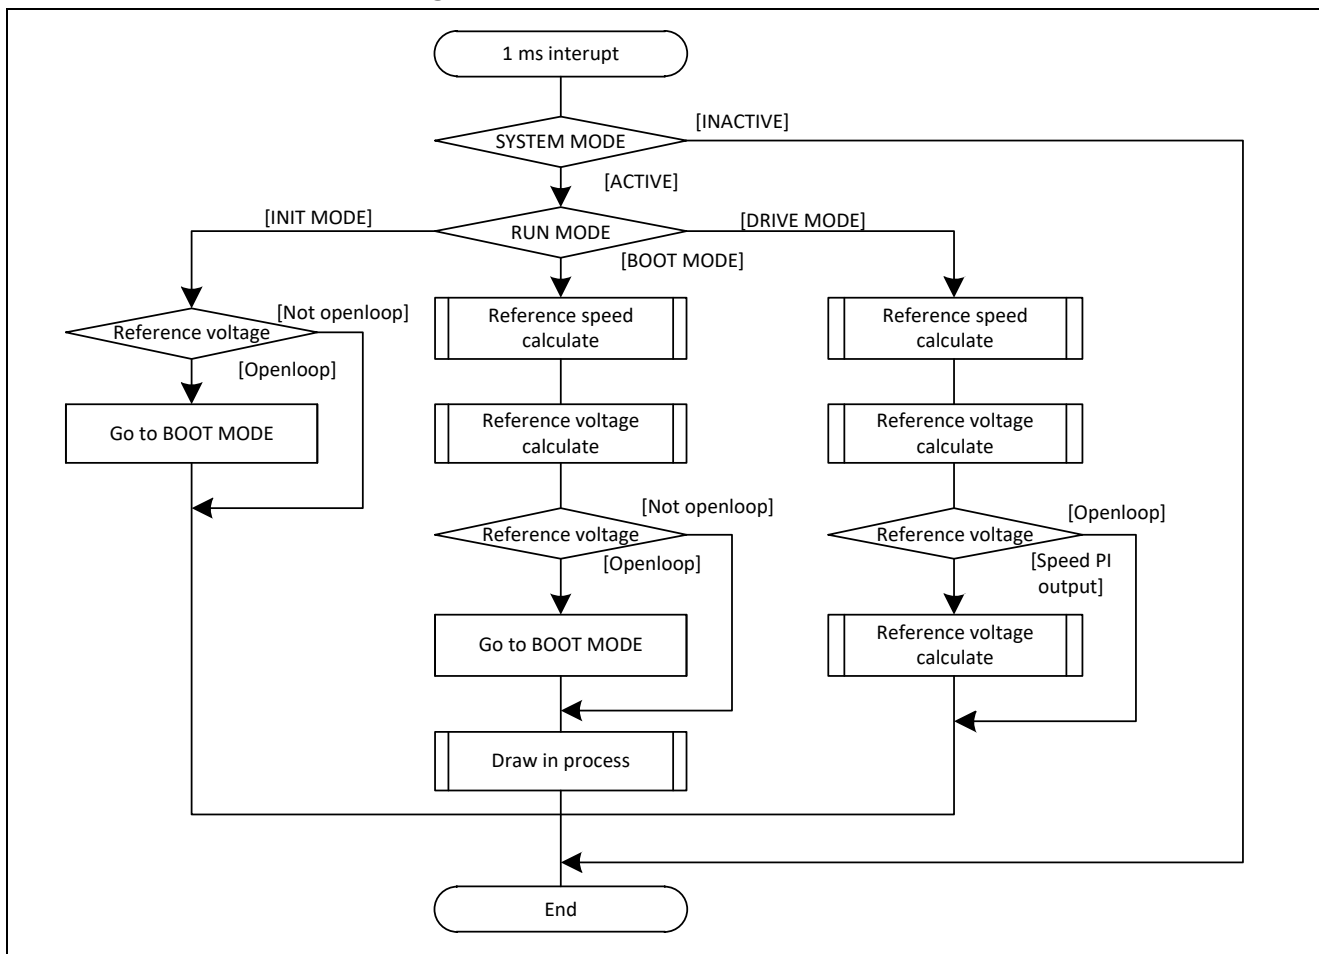 1 ms interupt
[INACTIVE]
SYSTEM MODE
[ACTIVE]
[INIT MODE]
RUN MODE
[DRIVE MODE]
[BOOT MODE]
[Not openloop]
Reference voltage
[Openloop]
Go to BOOT MODE
Reference speed
calculate
Reference voltage
calculate
[Not openloop]
Reference voltage
[Openloop]
Go to BOOT MODE
Draw in process
Reference speed
calculate
Reference voltage
calculate
[Openloop]
Reference voltage
[Speed PI
output]
Reference voltage
calculate
End